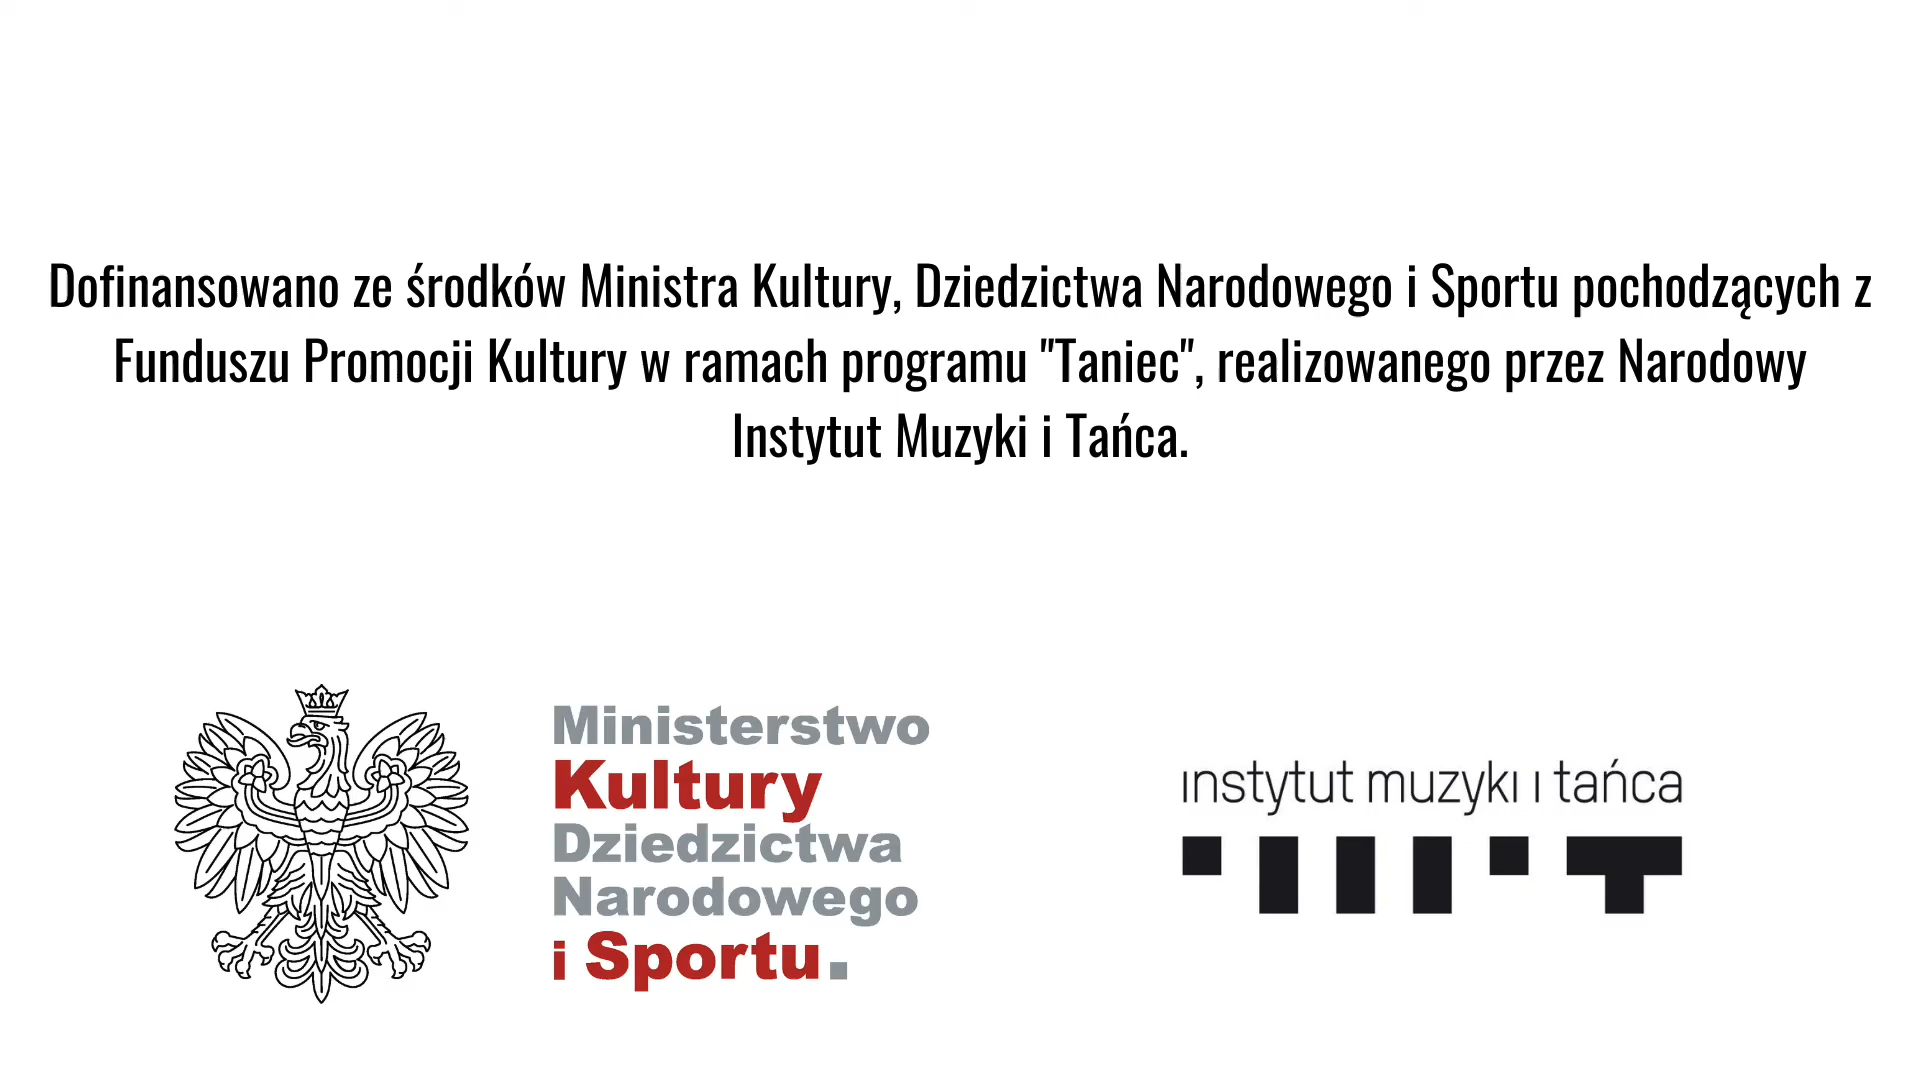 Dofinansowano ze środków Ministra Kultury, Dziedzictwa Narodowego i Sportu pochodzących z
Funduszu Promocji Kultury w ramach programu "Taniec", realizowanego przez Narodowy
Instytut Muzyki i Tańca.
Ministerstwo
Kultury
Dziedzictwa
Narodowego
i Sportu.
instytut muzyki i tańca